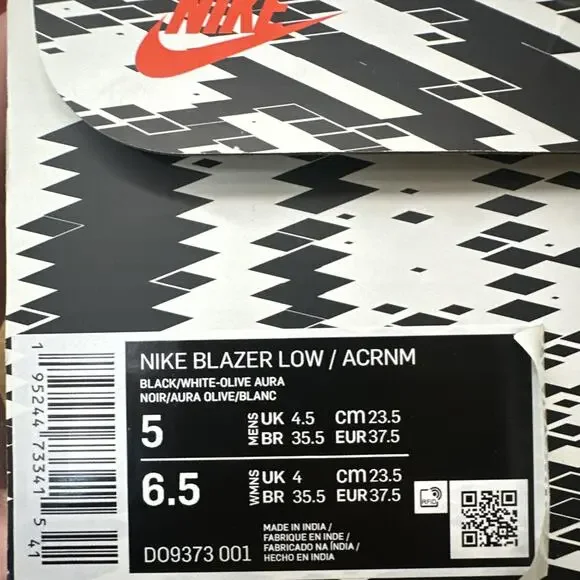 NIKE
NIKE BLAZER LOW / ACRNM
BLACK/WHITE-OLIVE AURA
NOIR/AURA OLIVE/BLANC
5 MENS UK 4.5 CM 23.5
BR 35.5 EUR 37.5
6.5 WMNS UK 4 CM 23.5
BR 35.5 EUR 37.5
MADE IN INDIA /
FABRIQUE EN INDE /
FABRICADO NA ÍNDIA /
HECHO EN INDIA
DO9373 001
RFID
1 95244 73341 5 41